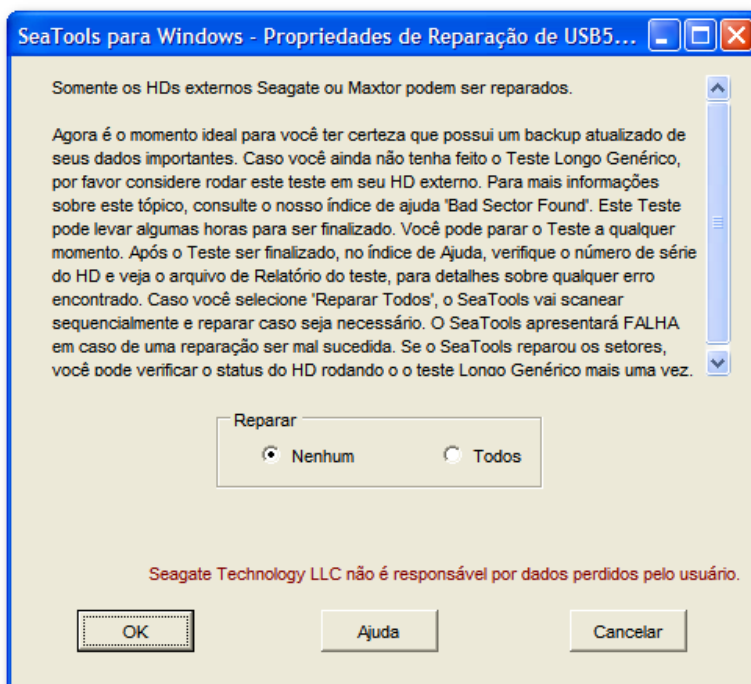 SeaTools para Windows - Propriedades de Reparação de USB5...
Somente os HDs externos Seagate ou Maxtor podem ser reparados.
Agora é o momento ideal para você ter certeza que possui um backup atualizado de
seus dados importantes. Caso você ainda não tenha feito o Teste Longo Genérico,
por favor considere rodar este teste em seu HD externo. Para mais informações
sobre este tópico, consulte o nosso índice de ajuda 'Bad Sector Found'. Este Teste
pode levar algumas horas para ser finalizado. Você pode parar o Teste a qualquer
momento. Após o Teste ser finalizado, no índice de Ajuda, verifique o número de série
do HD e veja o arquivo de Relatório do teste, para detalhes sobre qualquer erro
encontrado. Caso você selecione 'Reparar Todos', o SeaTools vai scanear
sequencialmente e reparar caso seja necessário. O SeaTools apresentará FALHA
em caso de uma reparação ser mal sucedida. Se o SeaTools reparou os setores,
você pode verificar o status do HD rodando o o teste Longo Genérico mais uma vez.
Reparar
Nenhum Todos
Seagate Technology LLC não é responsável por dados perdidos pelo usuário.
OK Ajuda Cancelar